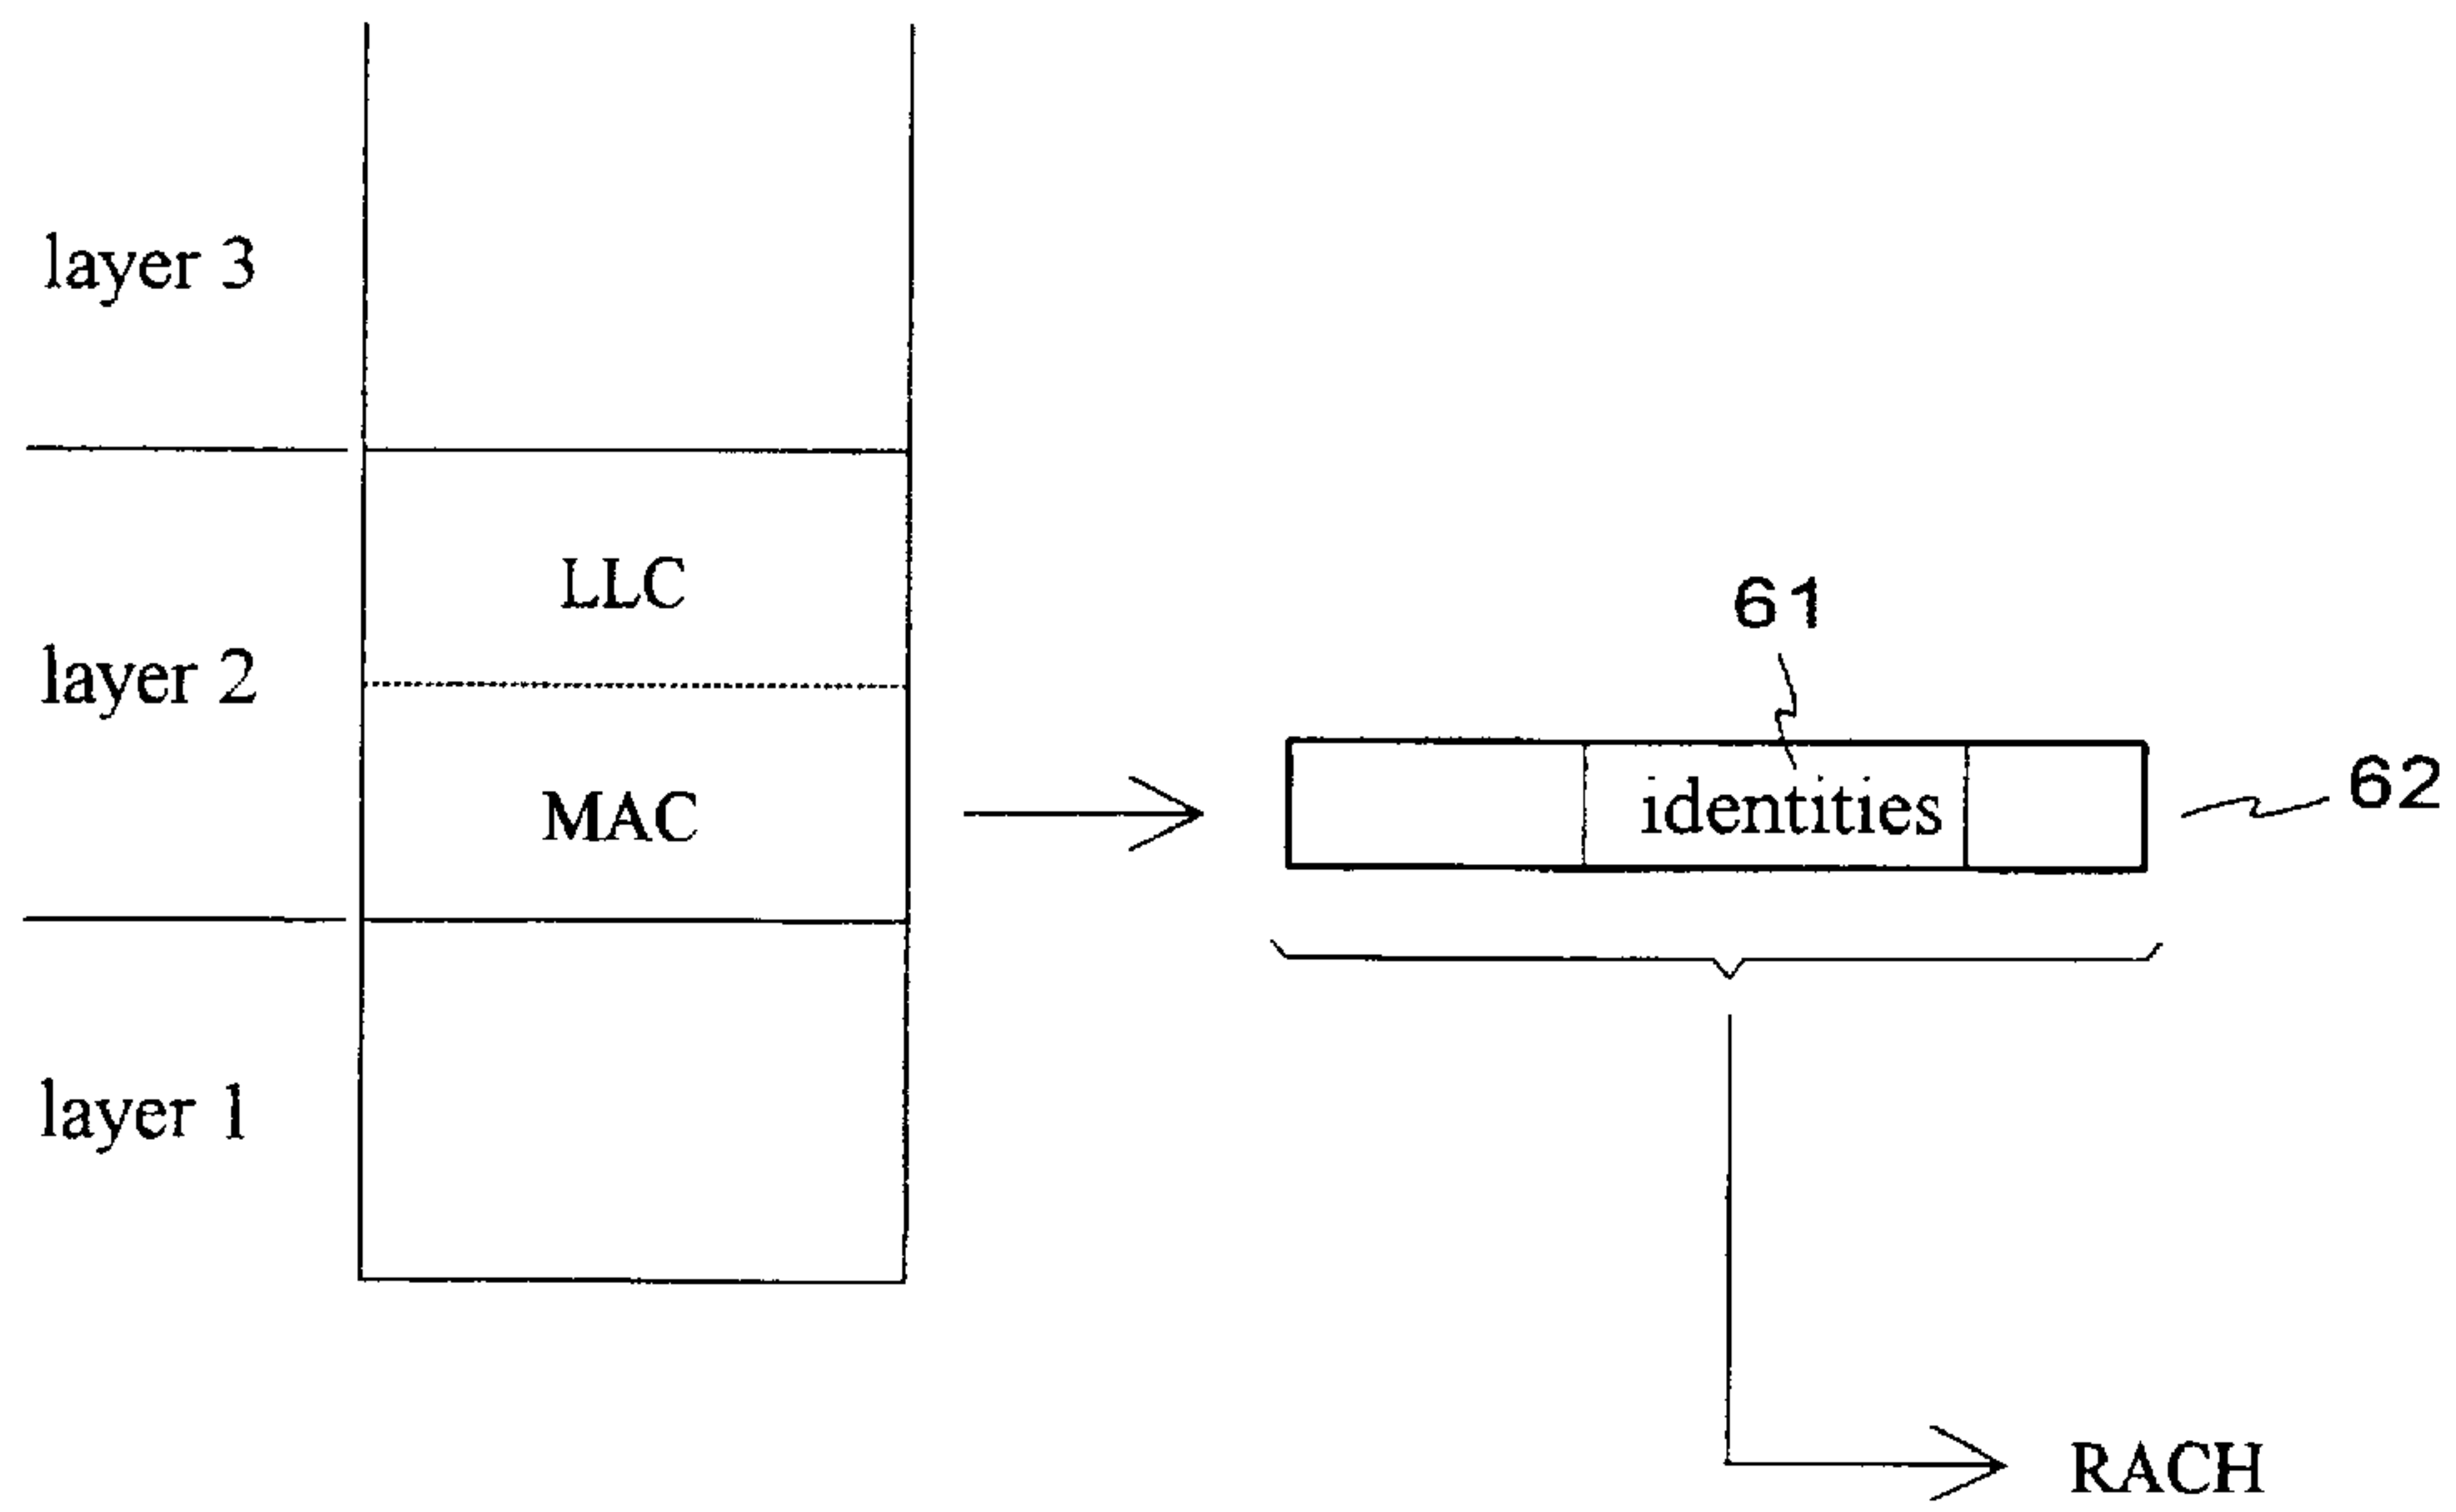 layer 3
LLC
layer 2
MAC
layer 1
61
identities
62
RACH